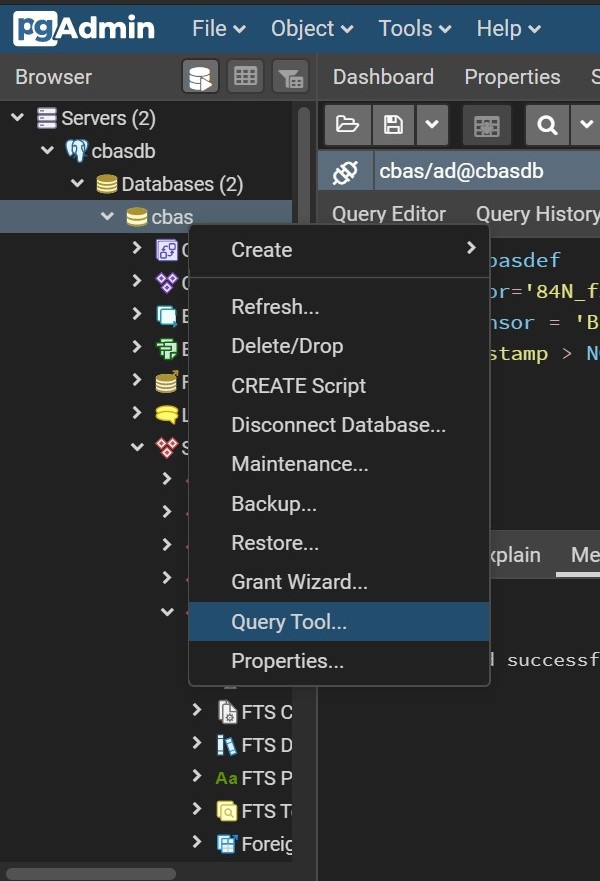 pgAdmin File Object Tools Help
Browser Dashboard Properties S
Servers (2)
cbasdb
Databases (2)
cbas/ad@cbasdb
cbas
Query Editor Query History
Create
Refresh...
Delete/Drop
CREATE Script
Disconnect Database...
Maintenance...
Backup...
Restore...
Grant Wizard...
Query Tool...
Properties...
basdef
or='84N_f
nsor = 'B
stamp > N
xplain Me
d successf
FTS C
FTS D
Aa FTS P
FTS T
Foreig